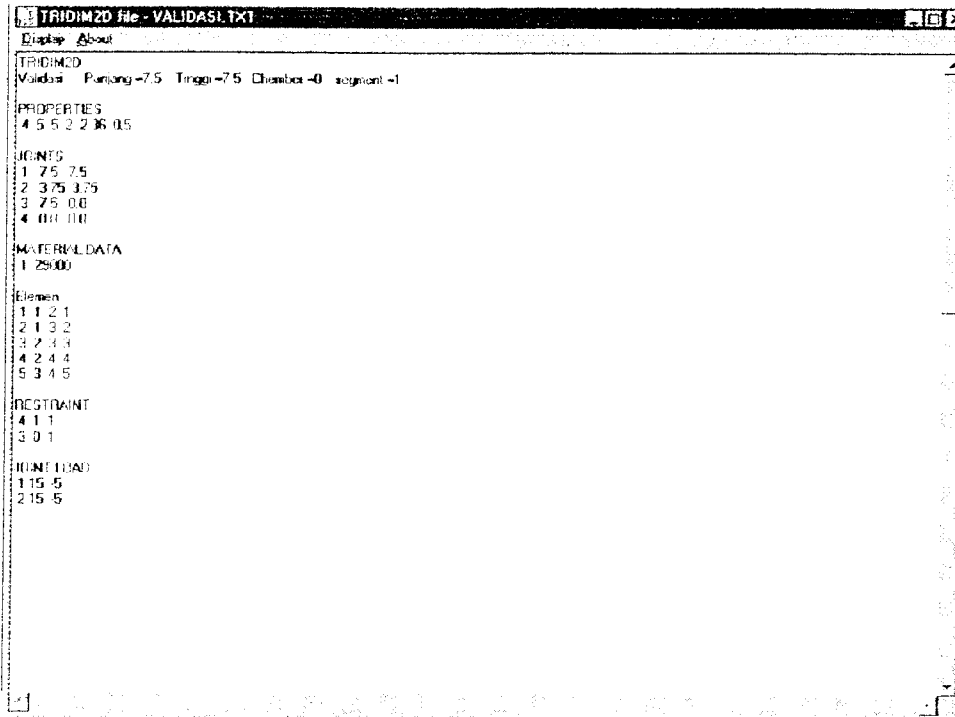 TRIDIM2D file - VALIDASI.TXT
Display About
TRIDIM2D
Validasi Panjang =7.5 Tinggi =7.5 Chember =0 segment =1
PROPERTIES
4 5 5 2 2 36 0.5
JOINTS
1 7.5 7.5
2 3.75 3.75
3 7.5 0.0
4 0.0 0.0
MATERIAL DATA
1 29000
Elemen
1 1 2 1
2 1 3 2
3 2 3 3
4 2 4 4
5 3 4 5
RESTRAINT
4 1 1
3 0 1
JOINT LOAD
1 15 -5
2 15 -5